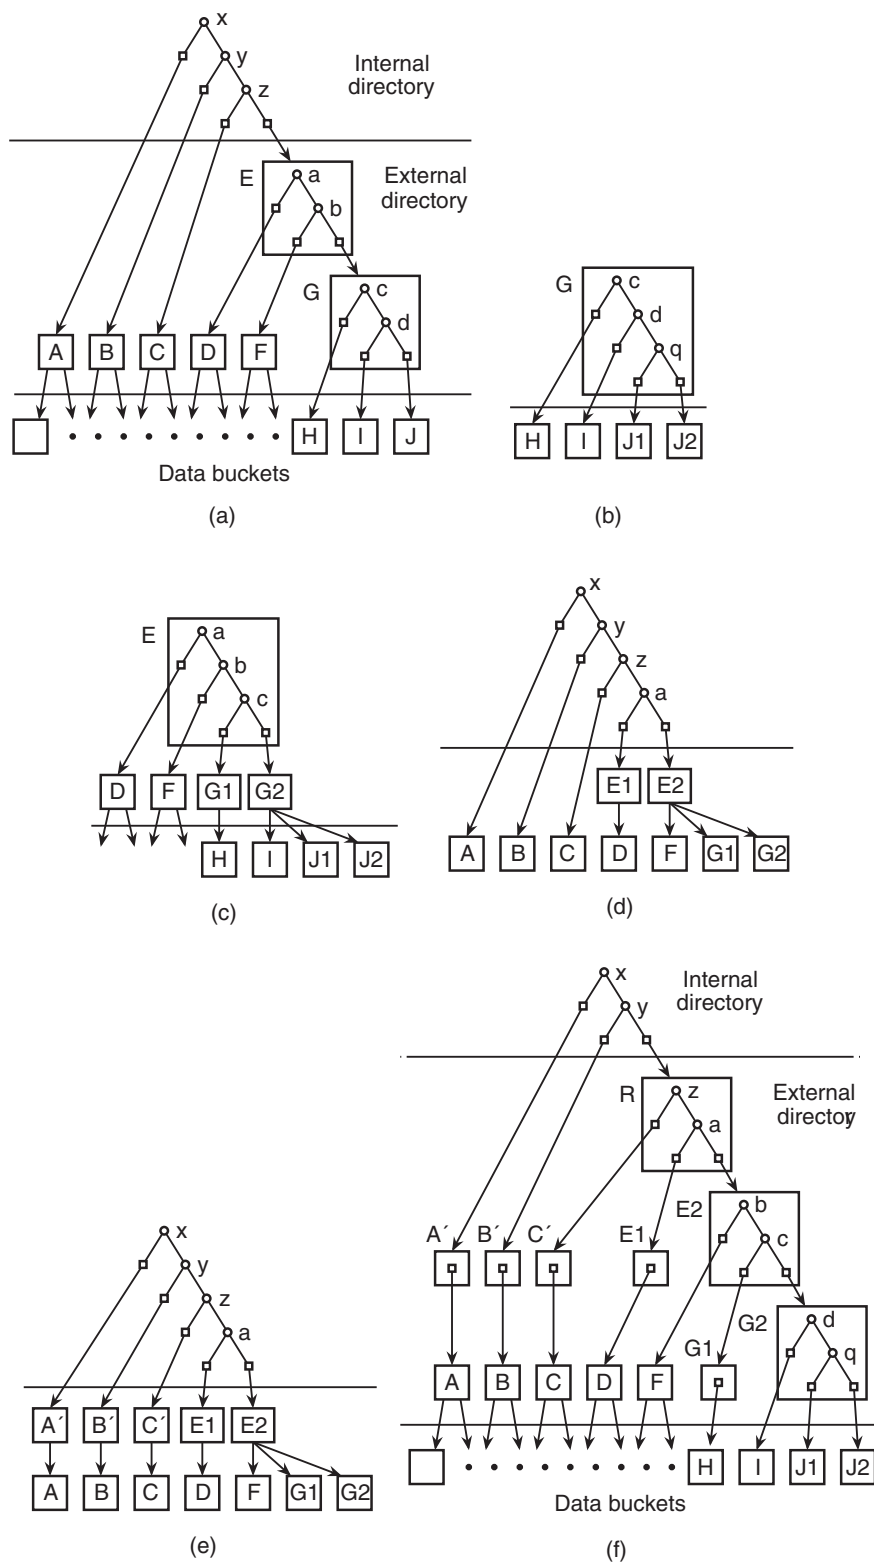 x
y
Internal
directory
z
E
a
External
directory
b
G
c
d
A B C D F
H I J
Data buckets
(a)
G
c
d
q
H I J1 J2
(b)
E
a
b
c
D F G1 G2
H I J1 J2
(c)
x
y
z
a
E1 E2
A B C D F G1 G2
(d)
x
y
z
a
A´ B´ C´ E1 E2
A B C D F G1 G2
(e)
x
Internal
directory
y
R
z
External
directory
a
E2
b
A´ B´ C´ E1
c
G2
d
G1
q
A B C D F
H I J1 J2
Data buckets
(f)